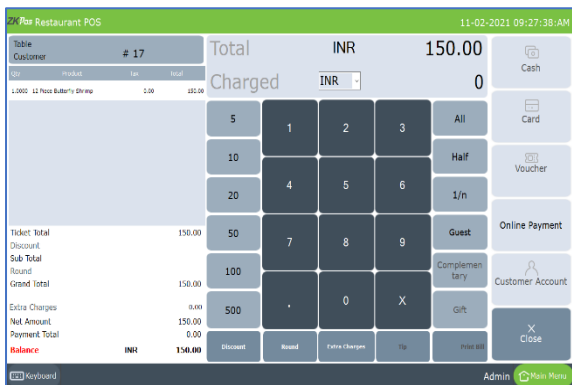 ZKPos Restaurant POS
11-02-2021 09:27:38:AM
Table
Customer
# 17
Qty Product tax total
1.0000 12 Piece Butterfly Shrimp 0.00 150.00
Ticket Total 150.00
Discount
Sub Total
Round
Grand Total 150.00
Extra Charges 0.00
Net Amount 150.00
Payment Total 0.00
Balance INR 150.00
Total INR 150.00
Charged INR 0
5 1 2 3 All
10 Half
20 4 5 6 1/n
50 7 8 9 Guest
100 Complemen
tary
500 . 0 X Gift
Discount Round Extra Charges Tip Print Bill
Cash
Card
Voucher
Online Payment
Customer Account
X
Close
Keyboard
Admin Main Menu